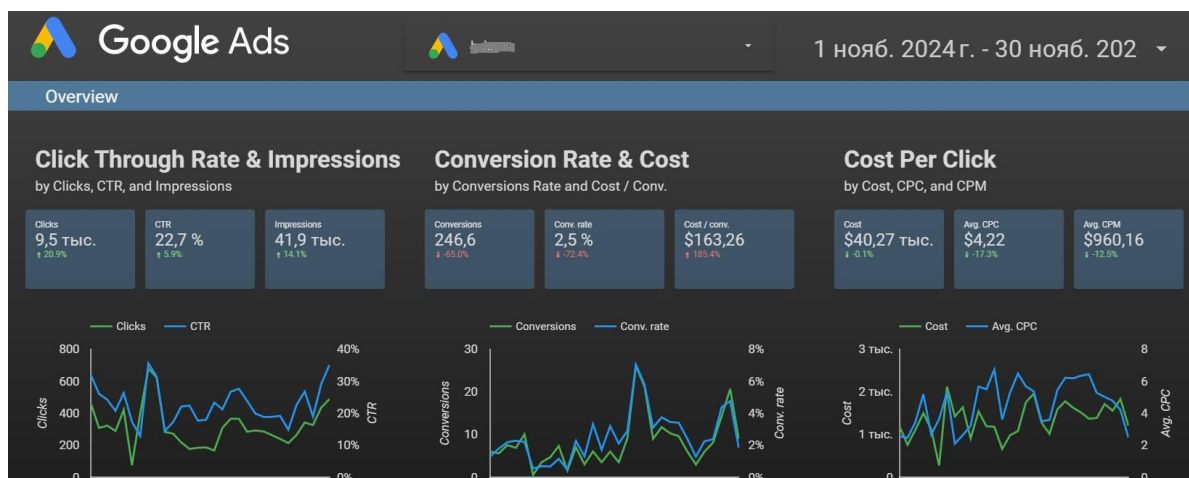 Google Ads
1 нояб. 2024 г. - 30 нояб. 202
Overview
Click Through Rate & Impressions
by Clicks, CTR, and Impressions
Clicks
9,5 тыс.
⬆ 20.9%
CTR
22,7 %
⬆ 5.9%
Impressions
41,9 тыс.
⬆ 14.1%
Clicks
CTR
800
600
400
200
0
Clicks
40%
30%
20%
10%
0%
CTR
Conversion Rate & Cost
by Conversions Rate and Cost / Conv.
Conversions
246,6
⬇ -65.0%
Conv. rate
2,5 %
⬇ -72.4%
Cost / conv.
$163,26
⬆ 185.4%
Conversions
Conv. rate
30
20
10
0
Conversions
8%
6%
4%
2%
0%
Conv. rate
Cost Per Click
by Cost, CPC, and CPM
Cost
$40,27 тыс.
⬇ -0.1%
Avg. CPC
$4,22
⬇ -17.3%
Avg. CPM
$960,16
⬇ -12.5%
Cost
Avg. CPC
3 тыс.
2 тыс.
1 тыс.
0
Cost
8
6
4
2
0
Avg. CPC